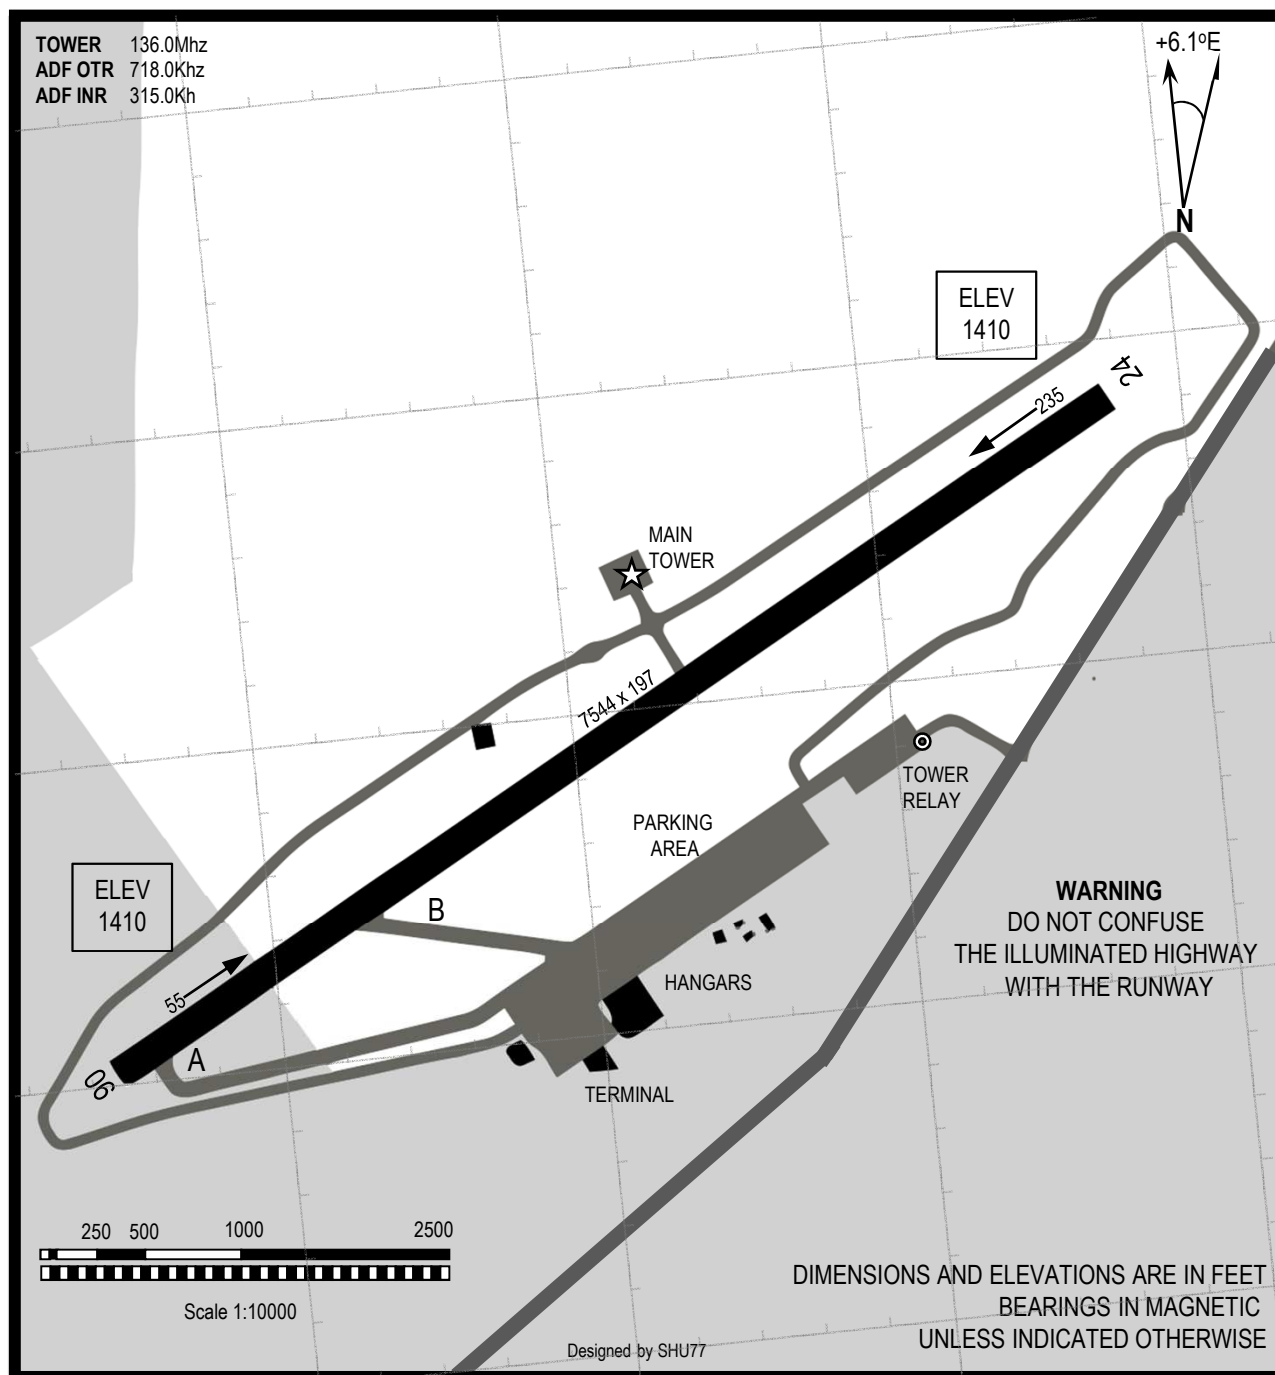 TOWER 136.0Mhz
ADF OTR 718.0Khz
ADF INR 315.0Kh
+6.1ºE
N
ELEV
1410
24
235
MAIN
TOWER
7544 x 197
TOWER
RELAY
PARKING
AREA
ELEV
1410
B
WARNING
DO NOT CONFUSE
THE ILLUMINATED HIGHWAY
WITH THE RUNWAY
HANGARS
55
A
06
TERMINAL
250 500 1000 2500
Scale 1:10000
DIMENSIONS AND ELEVATIONS ARE IN FEET
BEARINGS IN MAGNETIC
UNLESS INDICATED OTHERWISE
Designed by SHU77